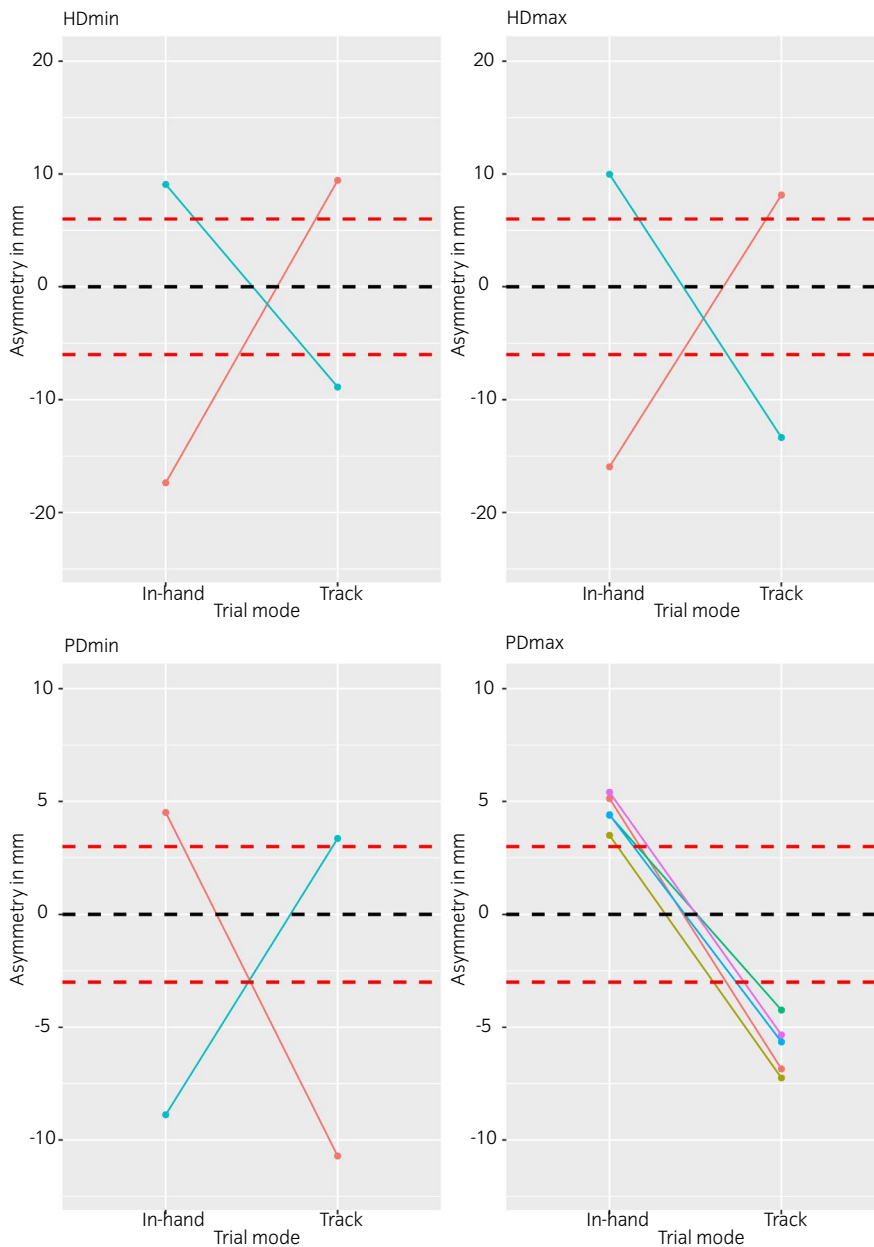 HDmin
20
10
0
-10
-20
Asymmetry in mm
In-hand Track
Trial mode
HDmax
20
10
0
-10
-20
Asymmetry in mm
In-hand Track
Trial mode
PDmin
10
5
0
-5
-10
Asymmetry in mm
In-hand Track
Trial mode
PDmax
10
5
0
-5
-10
Asymmetry in mm
In-hand Track
Trial mode